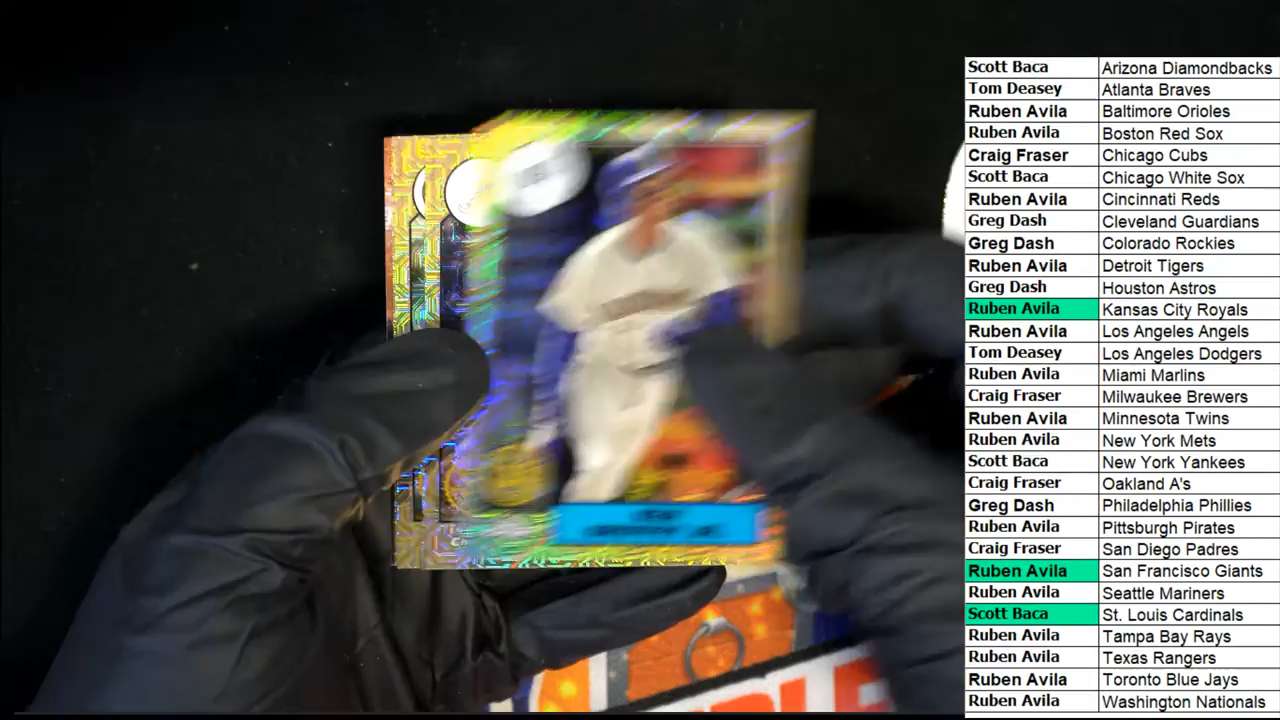 Scott Baca Arizona Diamondbacks
Tom Deasey Atlanta Braves
Ruben Avila Baltimore Orioles
Ruben Avila Boston Red Sox
Craig Fraser Chicago Cubs
Scott Baca Chicago White Sox
Ruben Avila Cincinnati Reds
Greg Dash Cleveland Guardians
Greg Dash Colorado Rockies
Ruben Avila Detroit Tigers
Greg Dash Houston Astros
Ruben Avila Kansas City Royals
Ruben Avila Los Angeles Angels
Tom Deasey Los Angeles Dodgers
Ruben Avila Miami Marlins
Craig Fraser Milwaukee Brewers
Ruben Avila Minnesota Twins
Ruben Avila New York Mets
Scott Baca New York Yankees
Craig Fraser Oakland A's
Greg Dash Philadelphia Phillies
Ruben Avila Pittsburgh Pirates
Craig Fraser San Diego Padres
Ruben Avila San Francisco Giants
Ruben Avila Seattle Mariners
Scott Baca St. Louis Cardinals
Ruben Avila Tampa Bay Rays
Ruben Avila Texas Rangers
Ruben Avila Toronto Blue Jays
Ruben Avila Washington Nationals